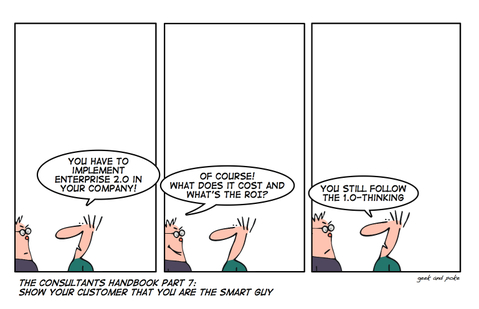 YOU HAVE TO
IMPLEMENT
ENTERPRISE 2.0 IN
YOUR COMPANY!
OF COURSE!
WHAT DOES IT COST AND
WHAT'S THE ROI?
YOU STILL FOLLOW
THE 1.0-THINKING
geek and poke
THE CONSULTANTS HANDBOOK PART 7:
SHOW YOUR CUSTOMER THAT YOU ARE THE SMART GUY